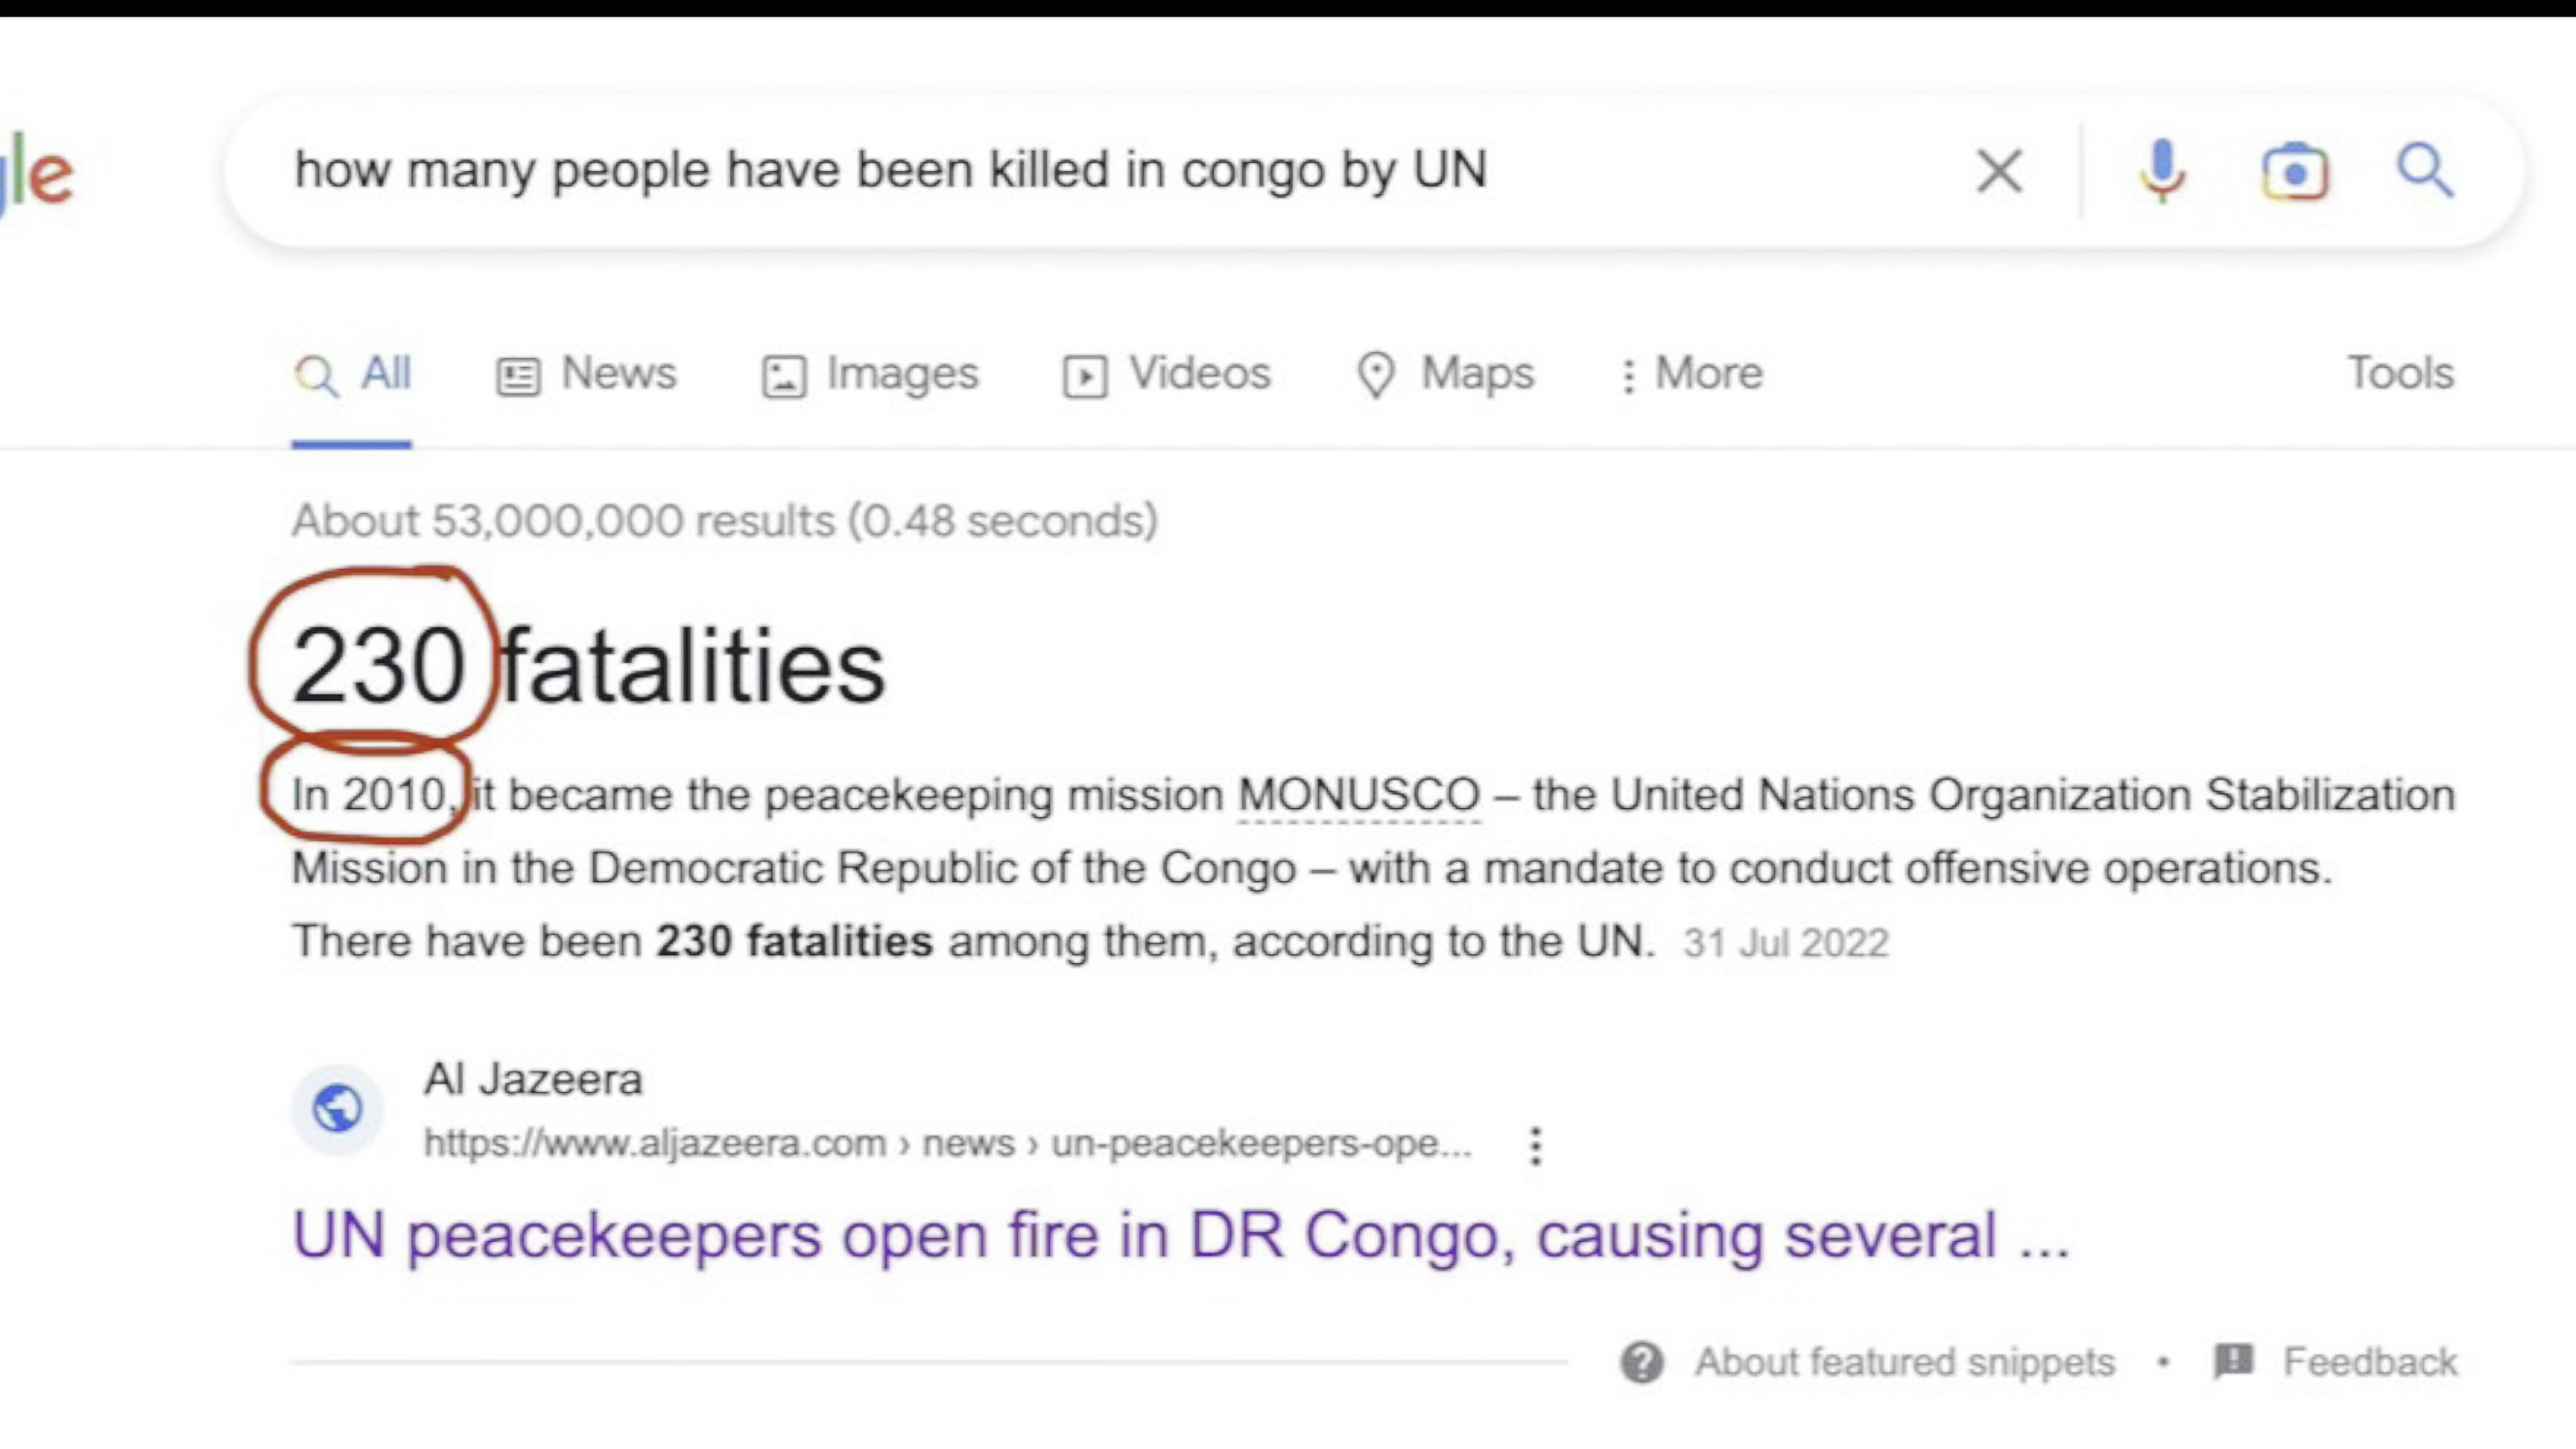 gle
how many people have been killed in congo by UN
All News Images Videos Maps More Tools
About 53,000,000 results (0.48 seconds)
230 fatalities
In 2010, it became the peacekeeping mission MONUSCO – the United Nations Organization Stabilization
Mission in the Democratic Republic of the Congo – with a mandate to conduct offensive operations.
There have been 230 fatalities among them, according to the UN. 31 Jul 2022
Al Jazeera
https://www.aljazeera.com › news › un-peacekeepers-ope...
UN peacekeepers open fire in DR Congo, causing several ...
About featured snippets • Feedback